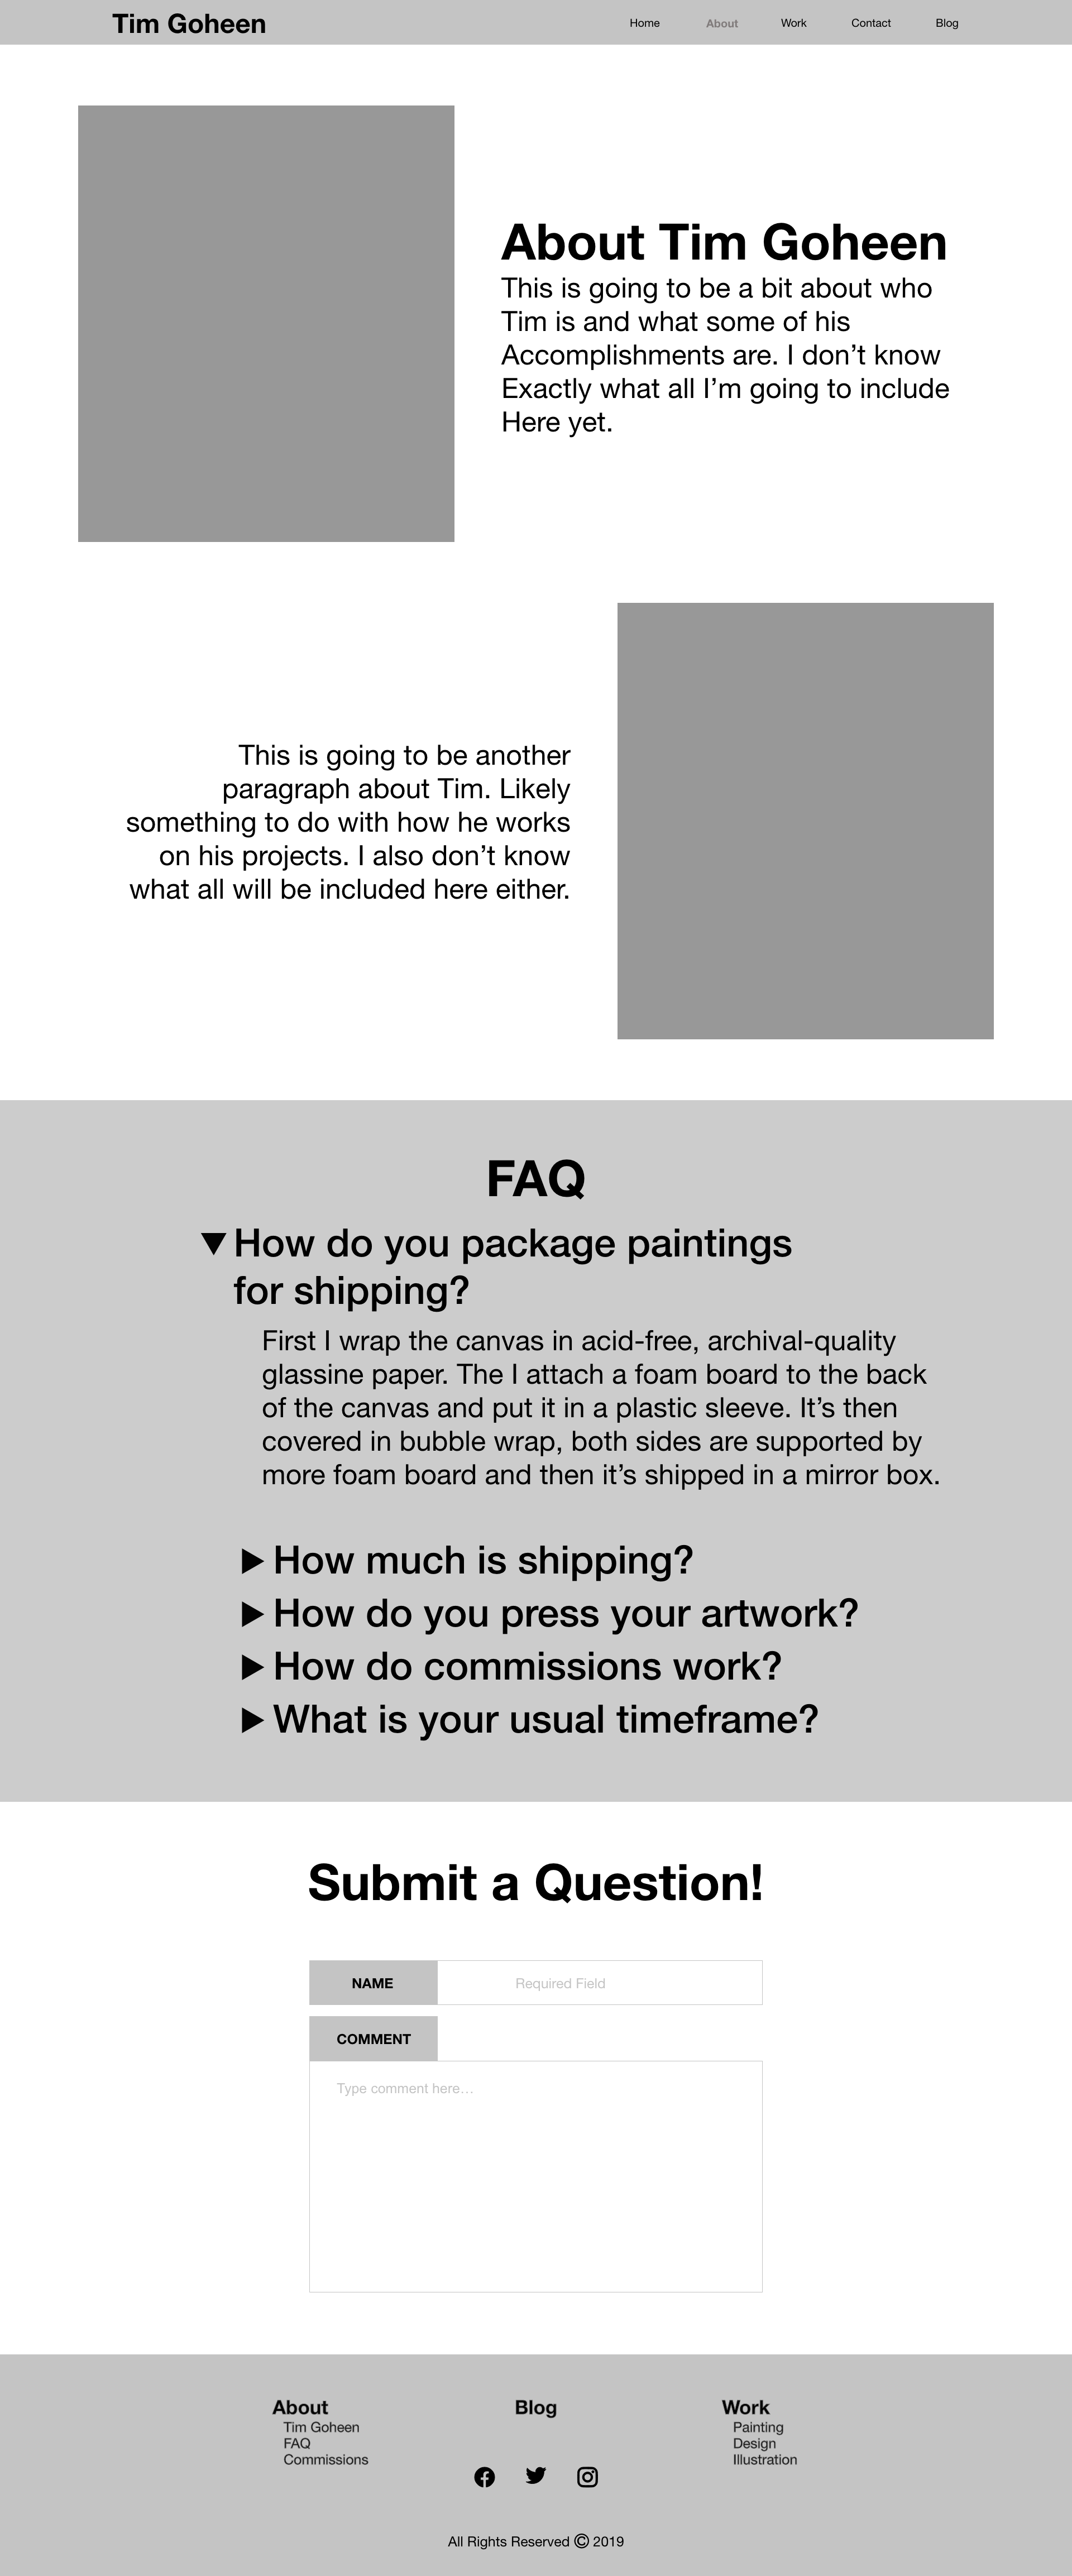 Tim Goheen
Home About Work Contact Blog
About Tim Goheen
This is going to be a bit about who
Tim is and what some of his
Accomplishments are. I don’t know
Exactly what all I’m going to include
Here yet.
This is going to be another
paragraph about Tim. Likely
something to do with how he works
on his projects. I also don’t know
what all will be included here either.
FAQ
▼ How do you package paintings
for shipping?
First I wrap the canvas in acid-free, archival-quality
glassine paper. The I attach a foam board to the back
of the canvas and put it in a plastic sleeve. It’s then
covered in bubble wrap, both sides are supported by
more foam board and then it’s shipped in a mirror box.
▶ How much is shipping?
▶ How do you press your artwork?
▶ How do commissions work?
▶ What is your usual timeframe?
Submit a Question!
NAME
Required Field
COMMENT
Type comment here…
About
Tim Goheen
FAQ
Commissions
Blog
Work
Painting
Design
Illustration
All Rights Reserved © 2019